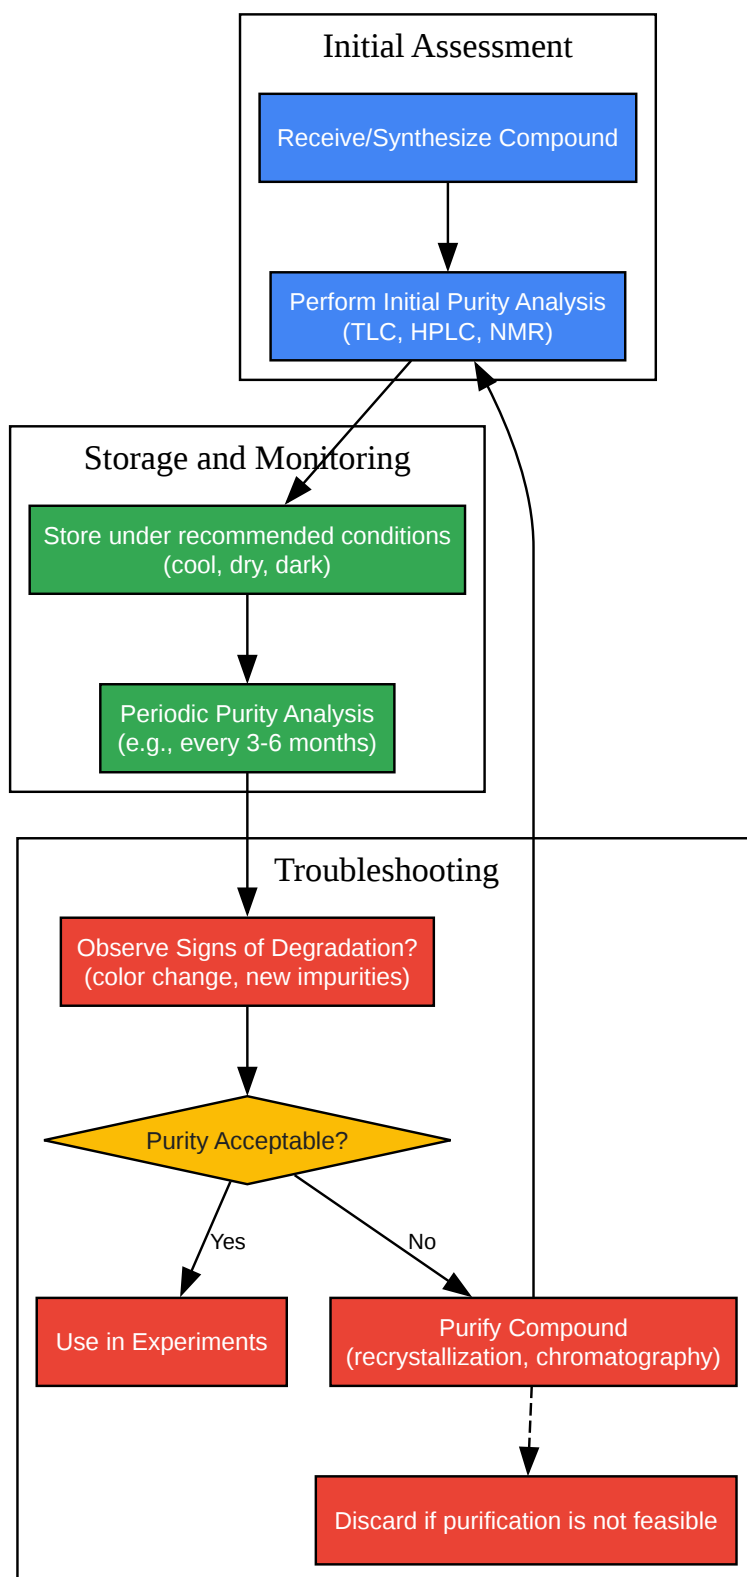 Initial Assessment
Receive/Synthesize Compound
Perform Initial Purity Analysis
(TLC, HPLC, NMR)
Storage and Monitoring
Store under recommended conditions
(cool, dry, dark)
Periodic Purity Analysis
(e.g., every 3-6 months)
Troubleshooting
Observe Signs of Degradation?
(color change, new impurities)
Purity Acceptable?
Yes
No
Use in Experiments
Purify Compound
(recrystallization, chromatography)
Discard if purification is not feasible